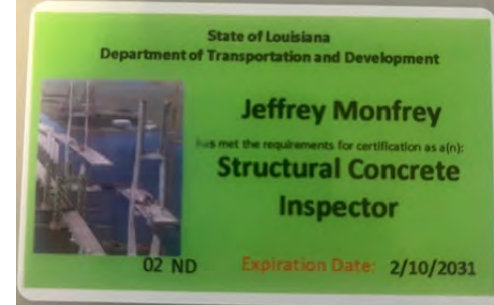 State of Louisiana
Department of Transportation and Development
Jeffrey Monfrey
has met the requirements for certification as a(n):
Structural Concrete
Inspector
02 ND Expiration Date: 2/10/2031